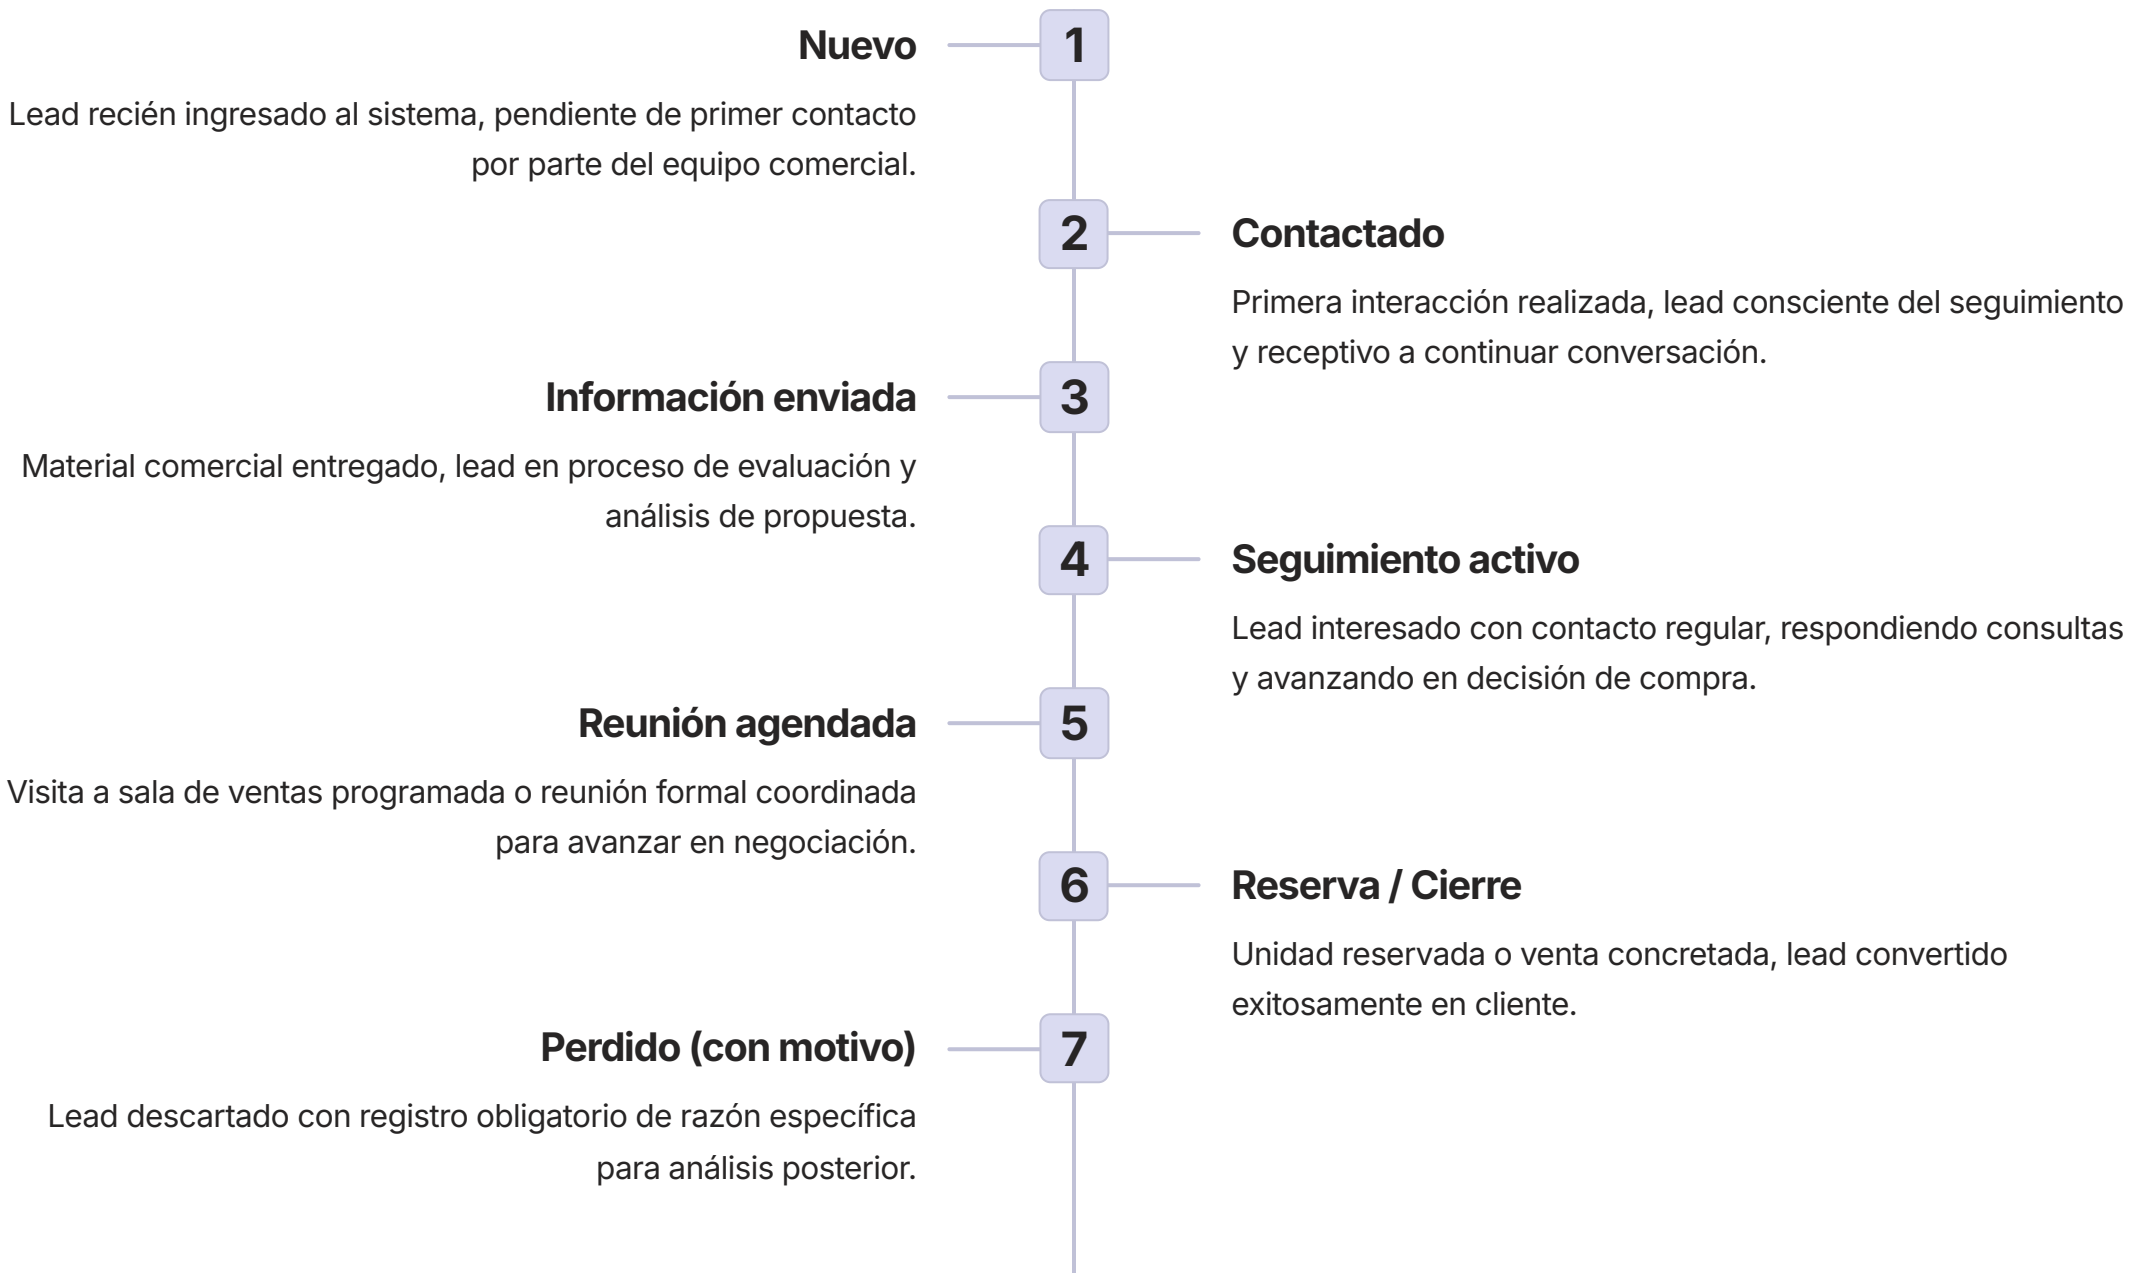 Nuevo
1
Lead recién ingresado al sistema, pendiente de primer contacto
por parte del equipo comercial.
2
Contactado
Primera interacción realizada, lead consciente del seguimiento
y receptivo a continuar conversación.
Información enviada
3
Material comercial entregado, lead en proceso de evaluación y
análisis de propuesta.
4
Seguimiento activo
Lead interesado con contacto regular, respondiendo consultas
y avanzando en decisión de compra.
Reunión agendada
5
Visita a sala de ventas programada o reunión formal coordinada
para avanzar en negociación.
6
Reserva / Cierre
Unidad reservada o venta concretada, lead convertido
exitosamente en cliente.
Perdido (con motivo)
7
Lead descartado con registro obligatorio de razón específica
para análisis posterior.